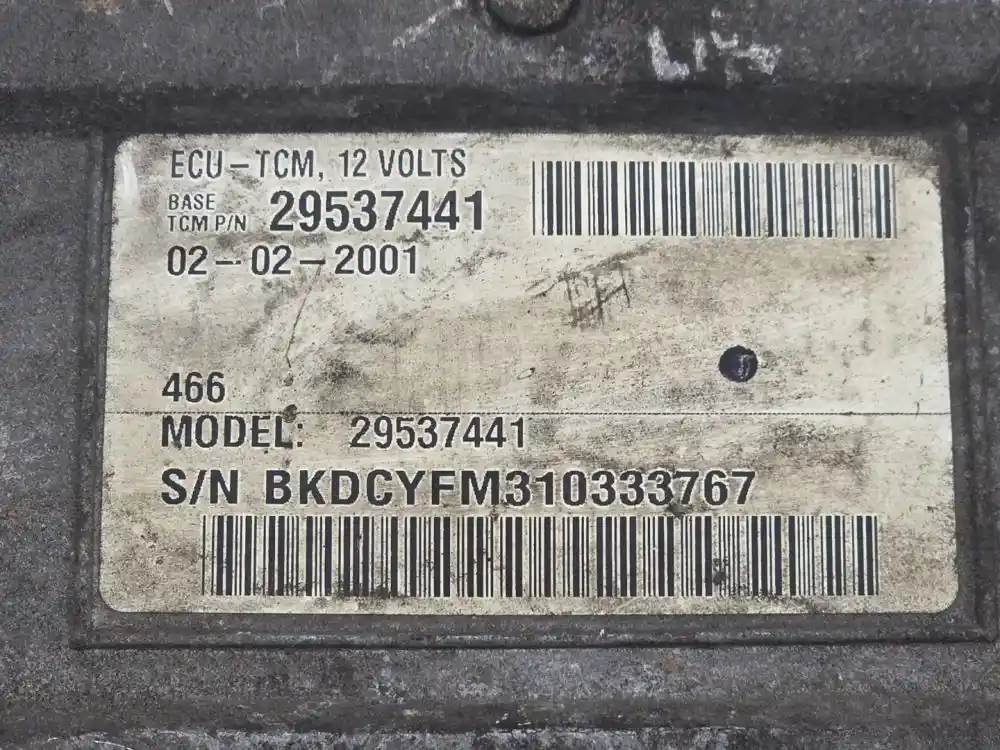 ECU-TCM, 12 VOLTS
BASE
TCM P/N 29537441
02-02-2001
466
MODEL: 29537441
S/N BKDCYFM310333767